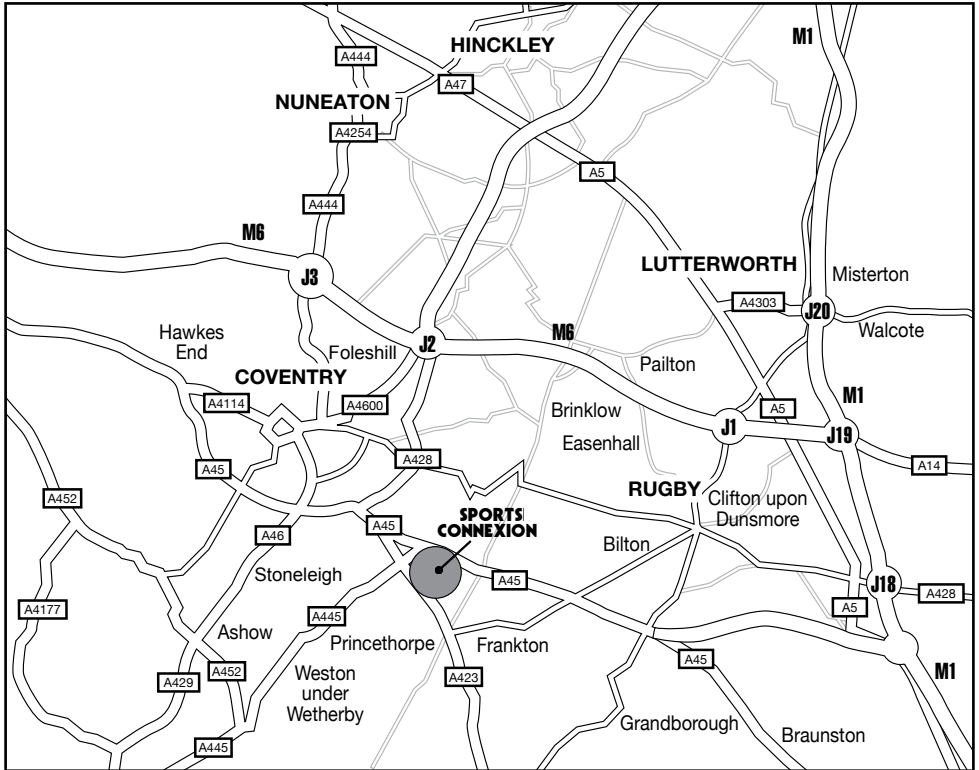 M1
HINCKLEY
A444
A47
NUNEATON
A4254
A5
A444
M6
LUTTERWORTH
J3
Misterton
A4303
J20
Hawkes
End
Foleshill
J2
M6
Walcote
Pailton
COVENTRY
M1
A4114
A4600
A5
Brinklow
J1
J19
Easenhall
A428
A45
A14
RUGBY
Clifton upon
Dunsmore
A452
SPORTS
CONNEXION
A45
A46
Bilton
Stoneleigh
A45
J18
A428
A4177
A445
A5
Ashow
Princethorpe
Frankton
A452
Weston
under
Wetherby
A423
A45
M1
A429
Grandborough
Braunston
A445